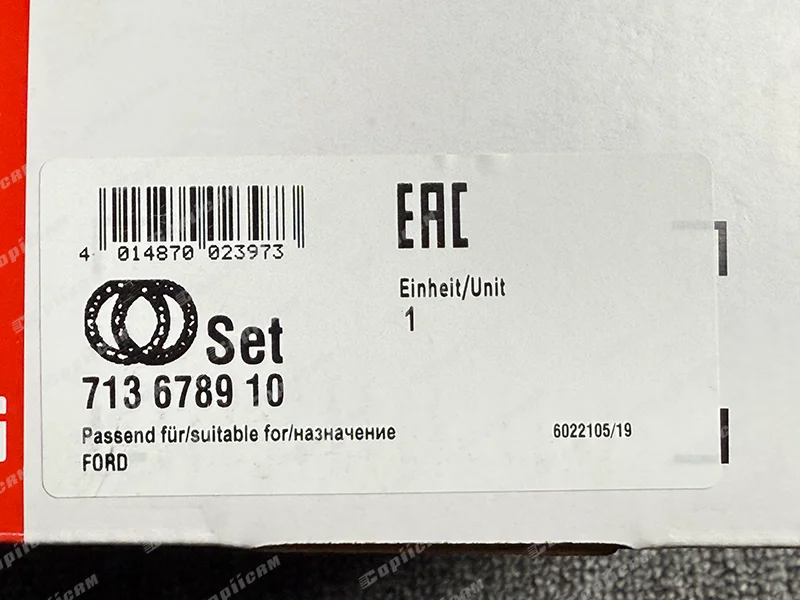 4 014870 023973
EAC
Einheit/Unit
1
Set
713 6789 10
Passend für/suitable for/назначение
6022105/19
FORD
Copiicam